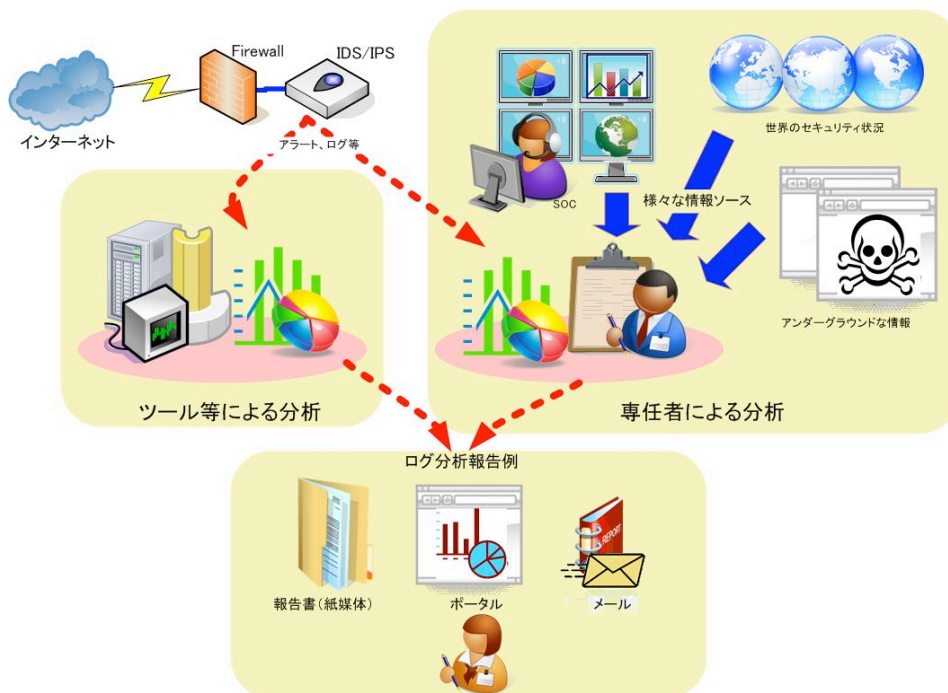 Firewall
IDS/IPS
インターネット
アラート、ログ等
世界のセキュリティ状況
SOC
様々な情報ソース
アンダーグラウンドな情報
ツール等による分析
専任者による分析
ログ分析報告例
REPORT
報告書(紙媒体)
ポータル
メール